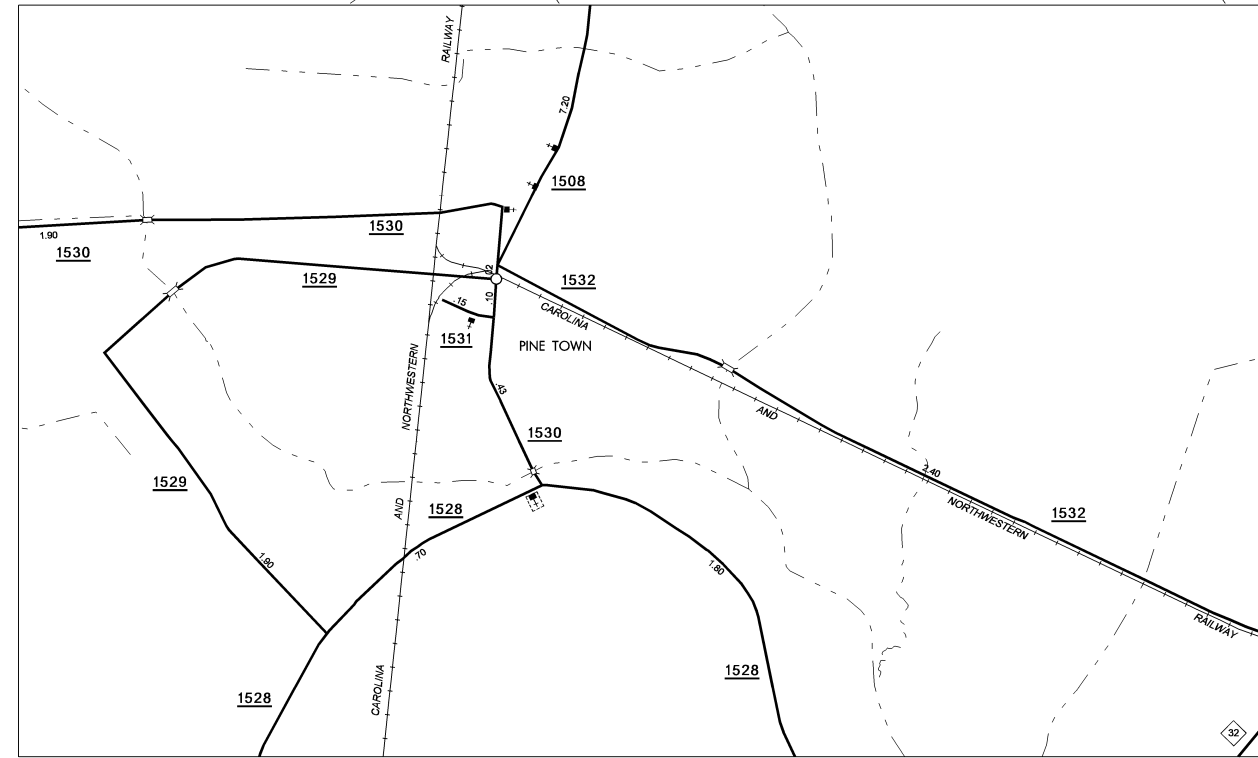 RAILWAY
7.20
1508
1530
1.90
1530
.02
1529
1532
.10
CAROLINA
.15
1531
PINE TOWN
NORTHWESTERN
.43
AND
1530
2.40
1529
AND
1528
NORTHWESTERN
1532
.70
1.90
1.80
RAILWAY
CAROLINA
1528
1528
32